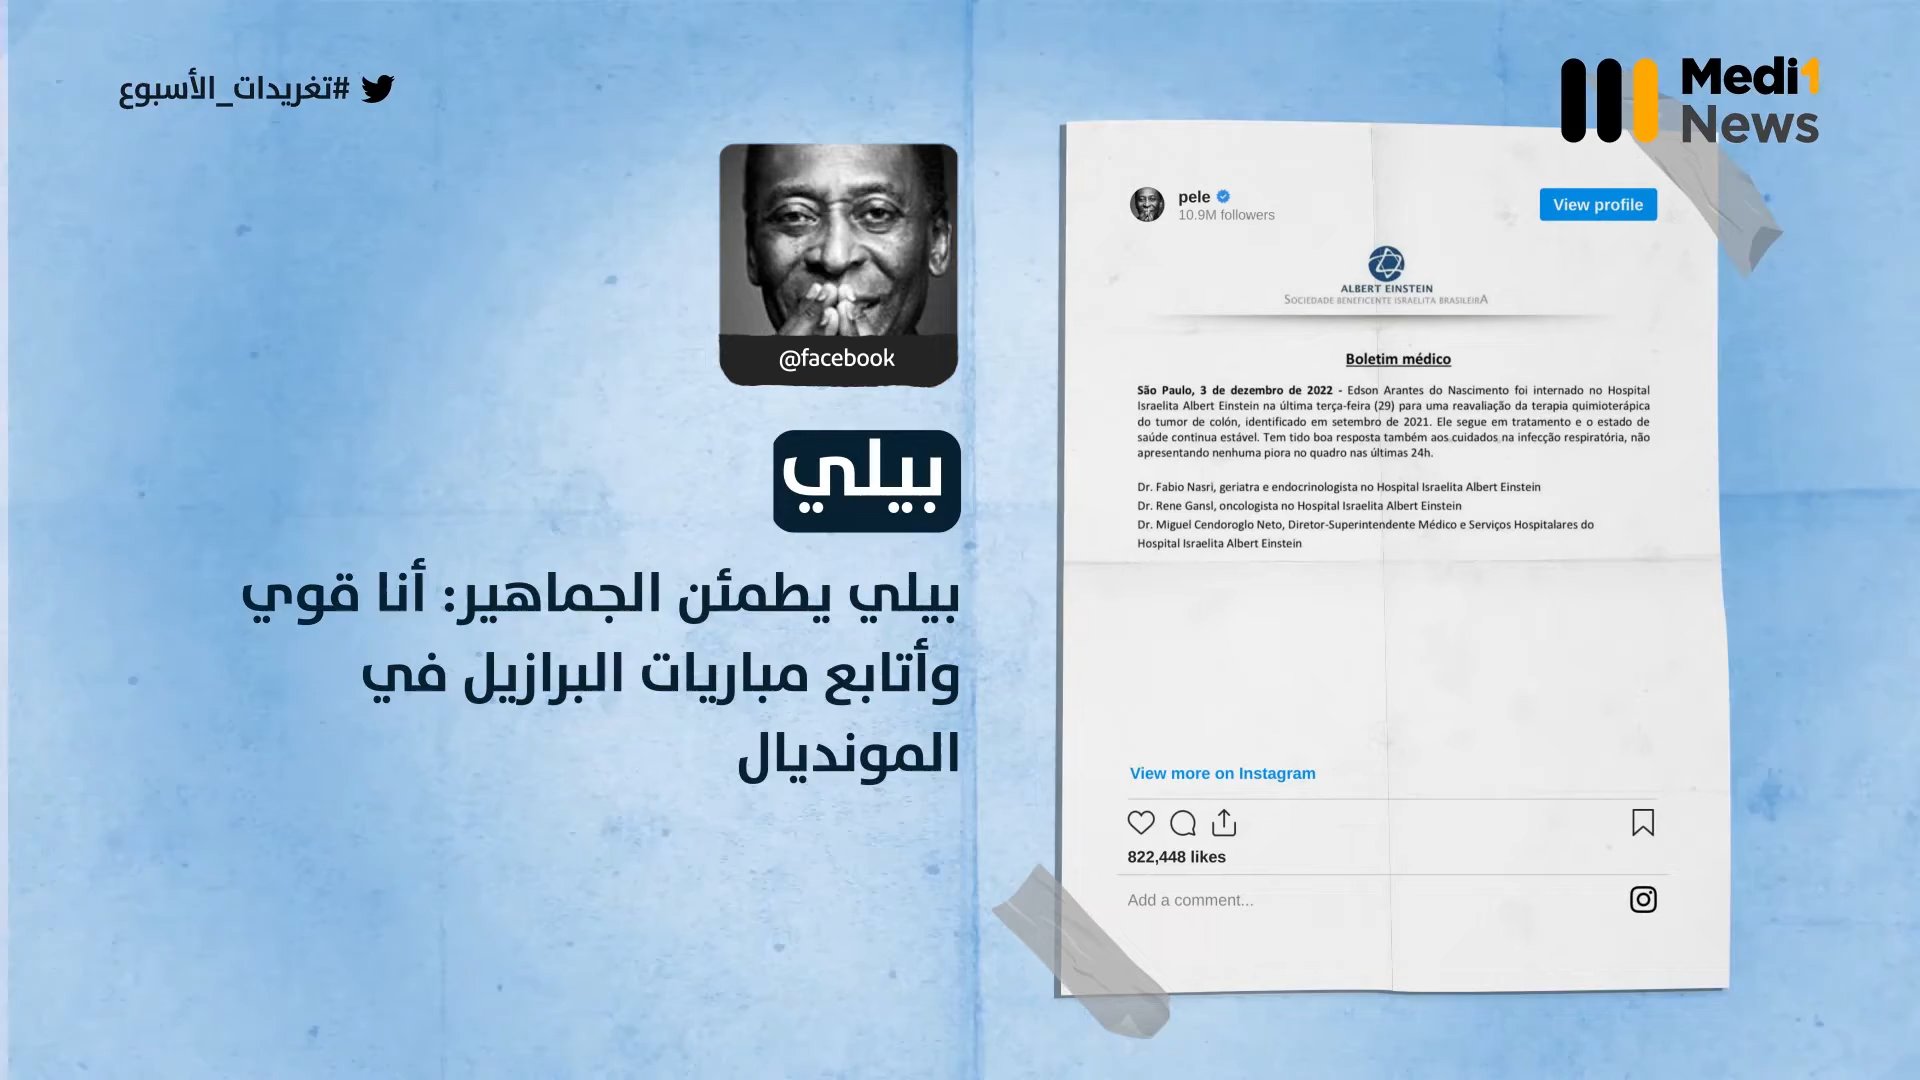 #تغريدات_الأسبوع
Medi1
News
@facebook
بيلي
بيلي يطمئن الجماهير: أنا قوي
وأتابع مباريات البرازيل في
المونديال
pele
10.9M followers
View profile
ALBERT EINSTEIN
SOCIEDADE BENEFICENTE ISRAELITA BRASILEIRA
Boletim médico
São Paulo, 3 de dezembro de 2022 - Edson Arantes do Nascimento foi internado no Hospital
Israelita Albert Einstein na última terça-feira (29) para uma reavaliação da terapia quimioterápica
do tumor de colón, identificado em setembro de 2021. Ele segue em tratamento e o estado de
saúde continua estável. Tem tido boa resposta também aos cuidados na infecção respiratória, não
apresentando nenhuma piora no quadro nas últimas 24h.
Dr. Fabio Nasri, geriatra e endocrinologista no Hospital Israelita Albert Einstein
Dr. Rene Gansl, oncologista no Hospital Israelita Albert Einstein
Dr. Miguel Cendoroglo Neto, Diretor-Superintendente Médico e Serviços Hospitalares do
Hospital Israelita Albert Einstein
View more on Instagram
822,448 likes
Add a comment...